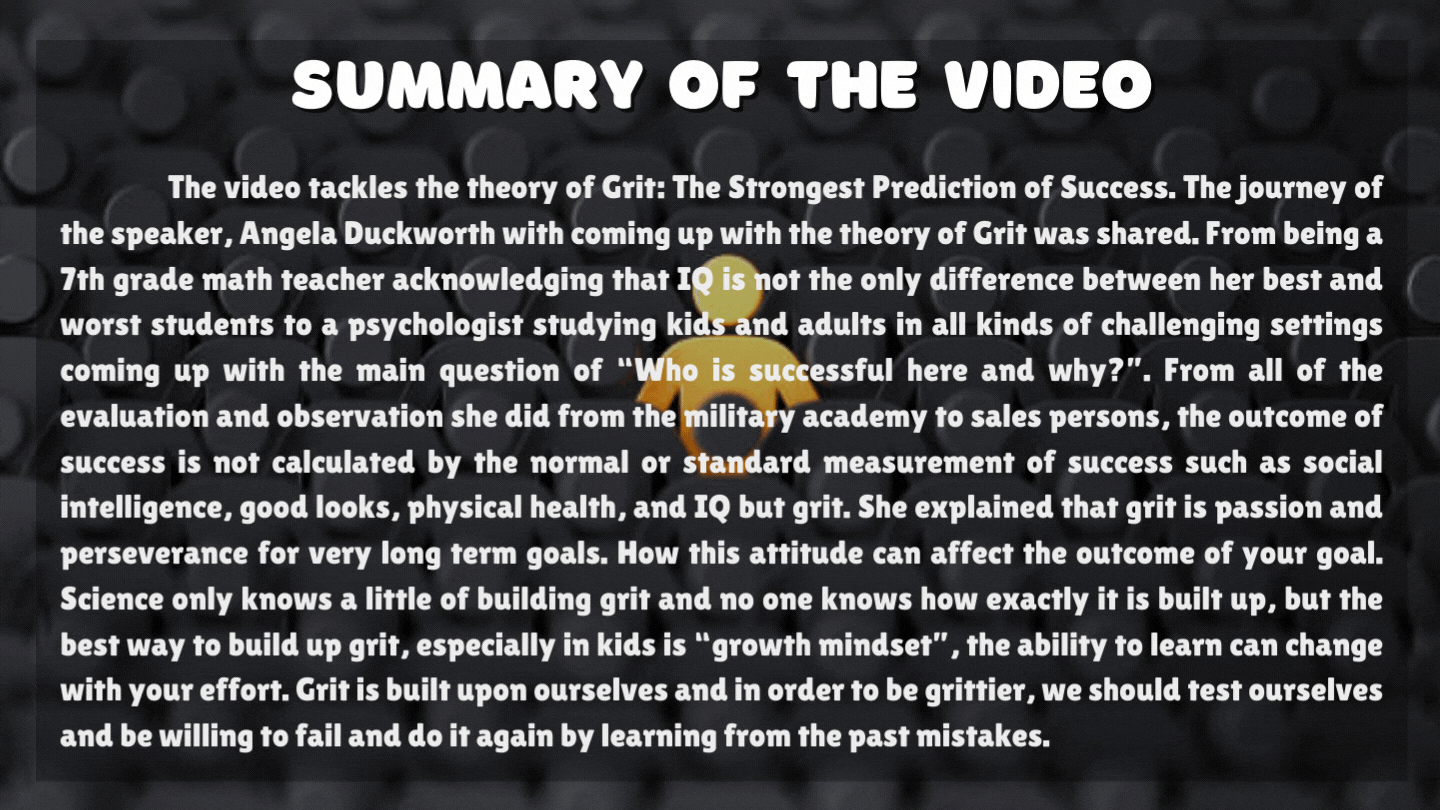 SUMMARY OF THE VIDEO
The video tackles the theory of Grit: The Strongest Prediction of Success. The journey of
the speaker, Angela Duckworth with coming up with the theory of Grit was shared. From being a
7th grade math teacher acknowledging that IQ is not the only difference between her best and
worst students to a psychologist studying kids and adults in all kinds of challenging settings
coming up with the main question of “Who is successful here and why?”. From all of the
evaluation and observation she did from the military academy to sales persons, the outcome of
success is not calculated by the normal or standard measurement of success such as social
intelligence, good looks, physical health, and IQ but grit. She explained that grit is passion and
perseverance for very long term goals. How this attitude can affect the outcome of your goal.
Science only knows a little of building grit and no one knows how exactly it is built up, but the
best way to build up grit, especially in kids is “growth mindset”, the ability to learn can change
with your effort. Grit is built upon ourselves and in order to be grittier, we should test ourselves
and be willing to fail and do it again by learning from the past mistakes.